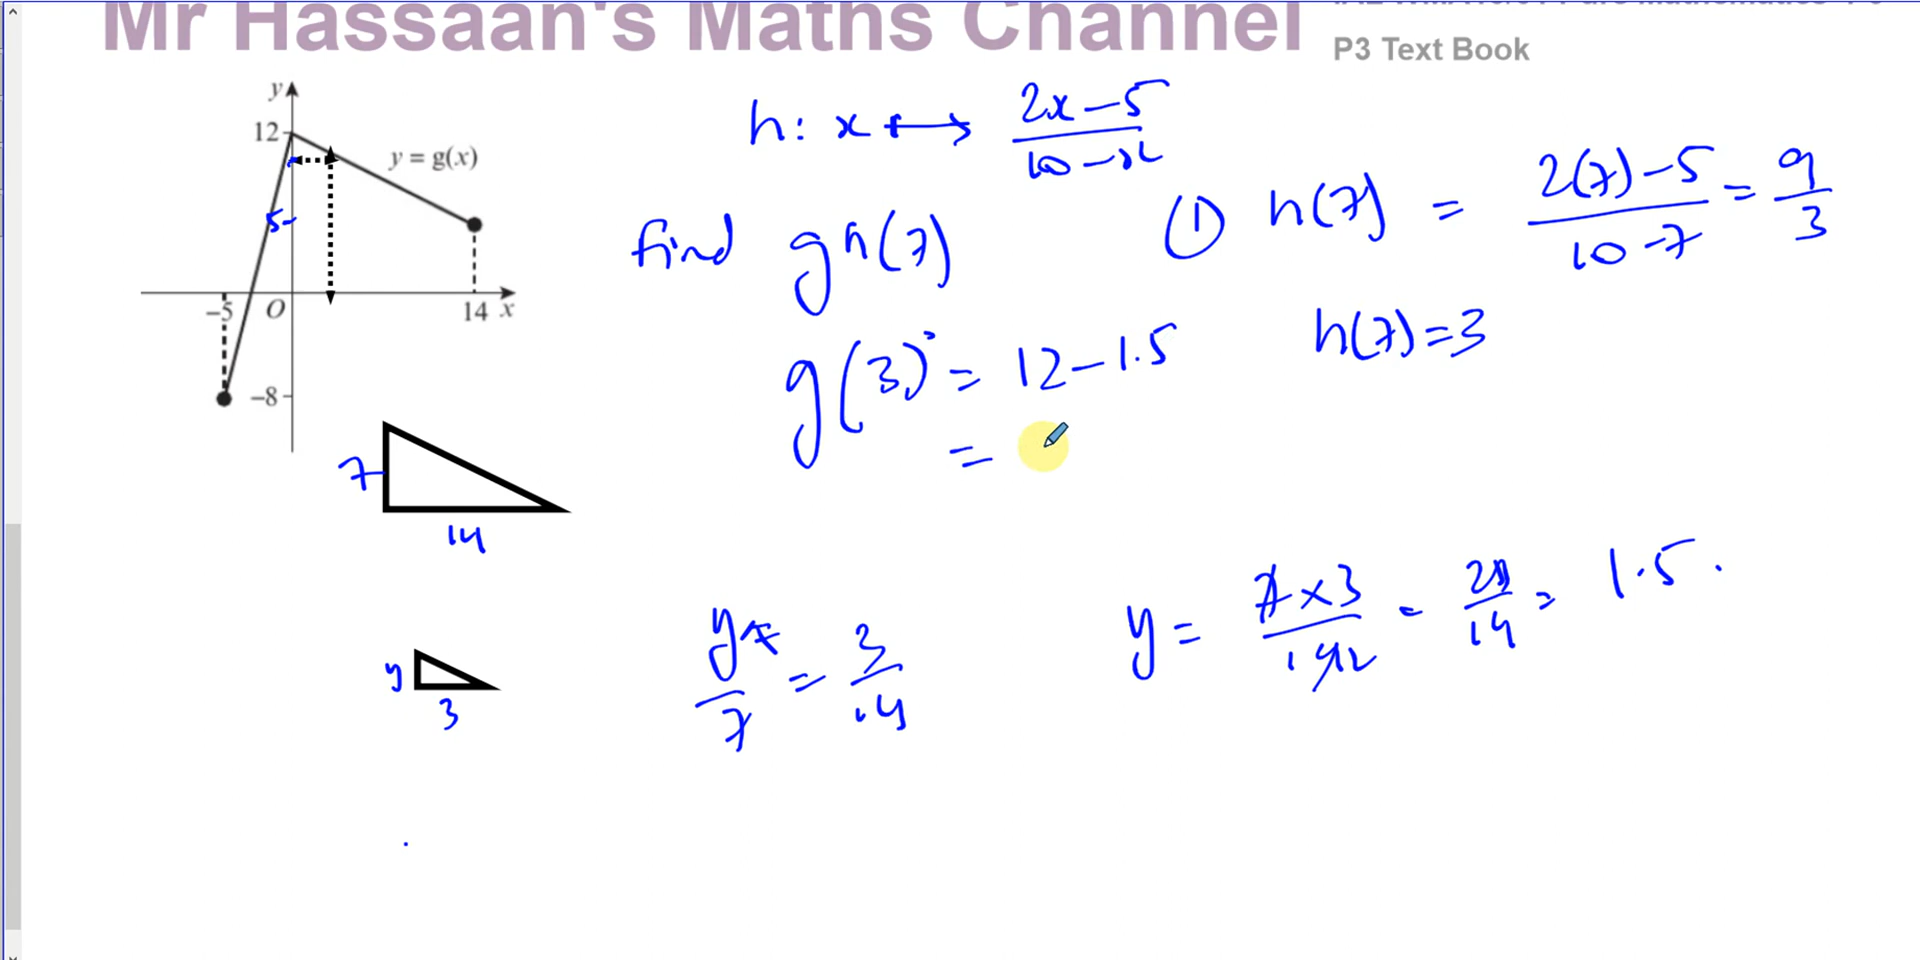 Mr Hassaan's Maths Channel
P3 Text Book
y
12
y = g(x)
5
-5
O
14 x
-8
h: x ↦ (2x-5)/(10-x)
find gh(7)
① h(7) = (2(7)-5)/(10-7) = 9/3
h(7)=3
g(3) = 12-1.5
=
7
14
y
3
y/7 = 3/14
y = 7×3/14 = 21/14 = 1.5.